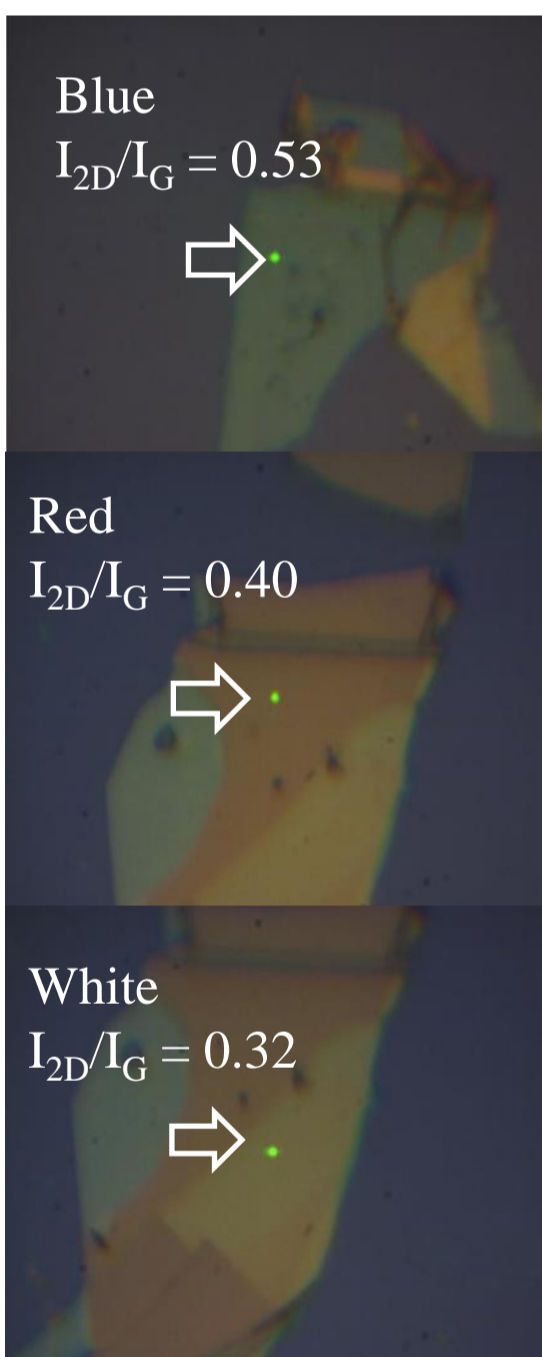 Blue
I2D/IG = 0.53
Red
I2D/IG = 0.40
White
I2D/IG = 0.32